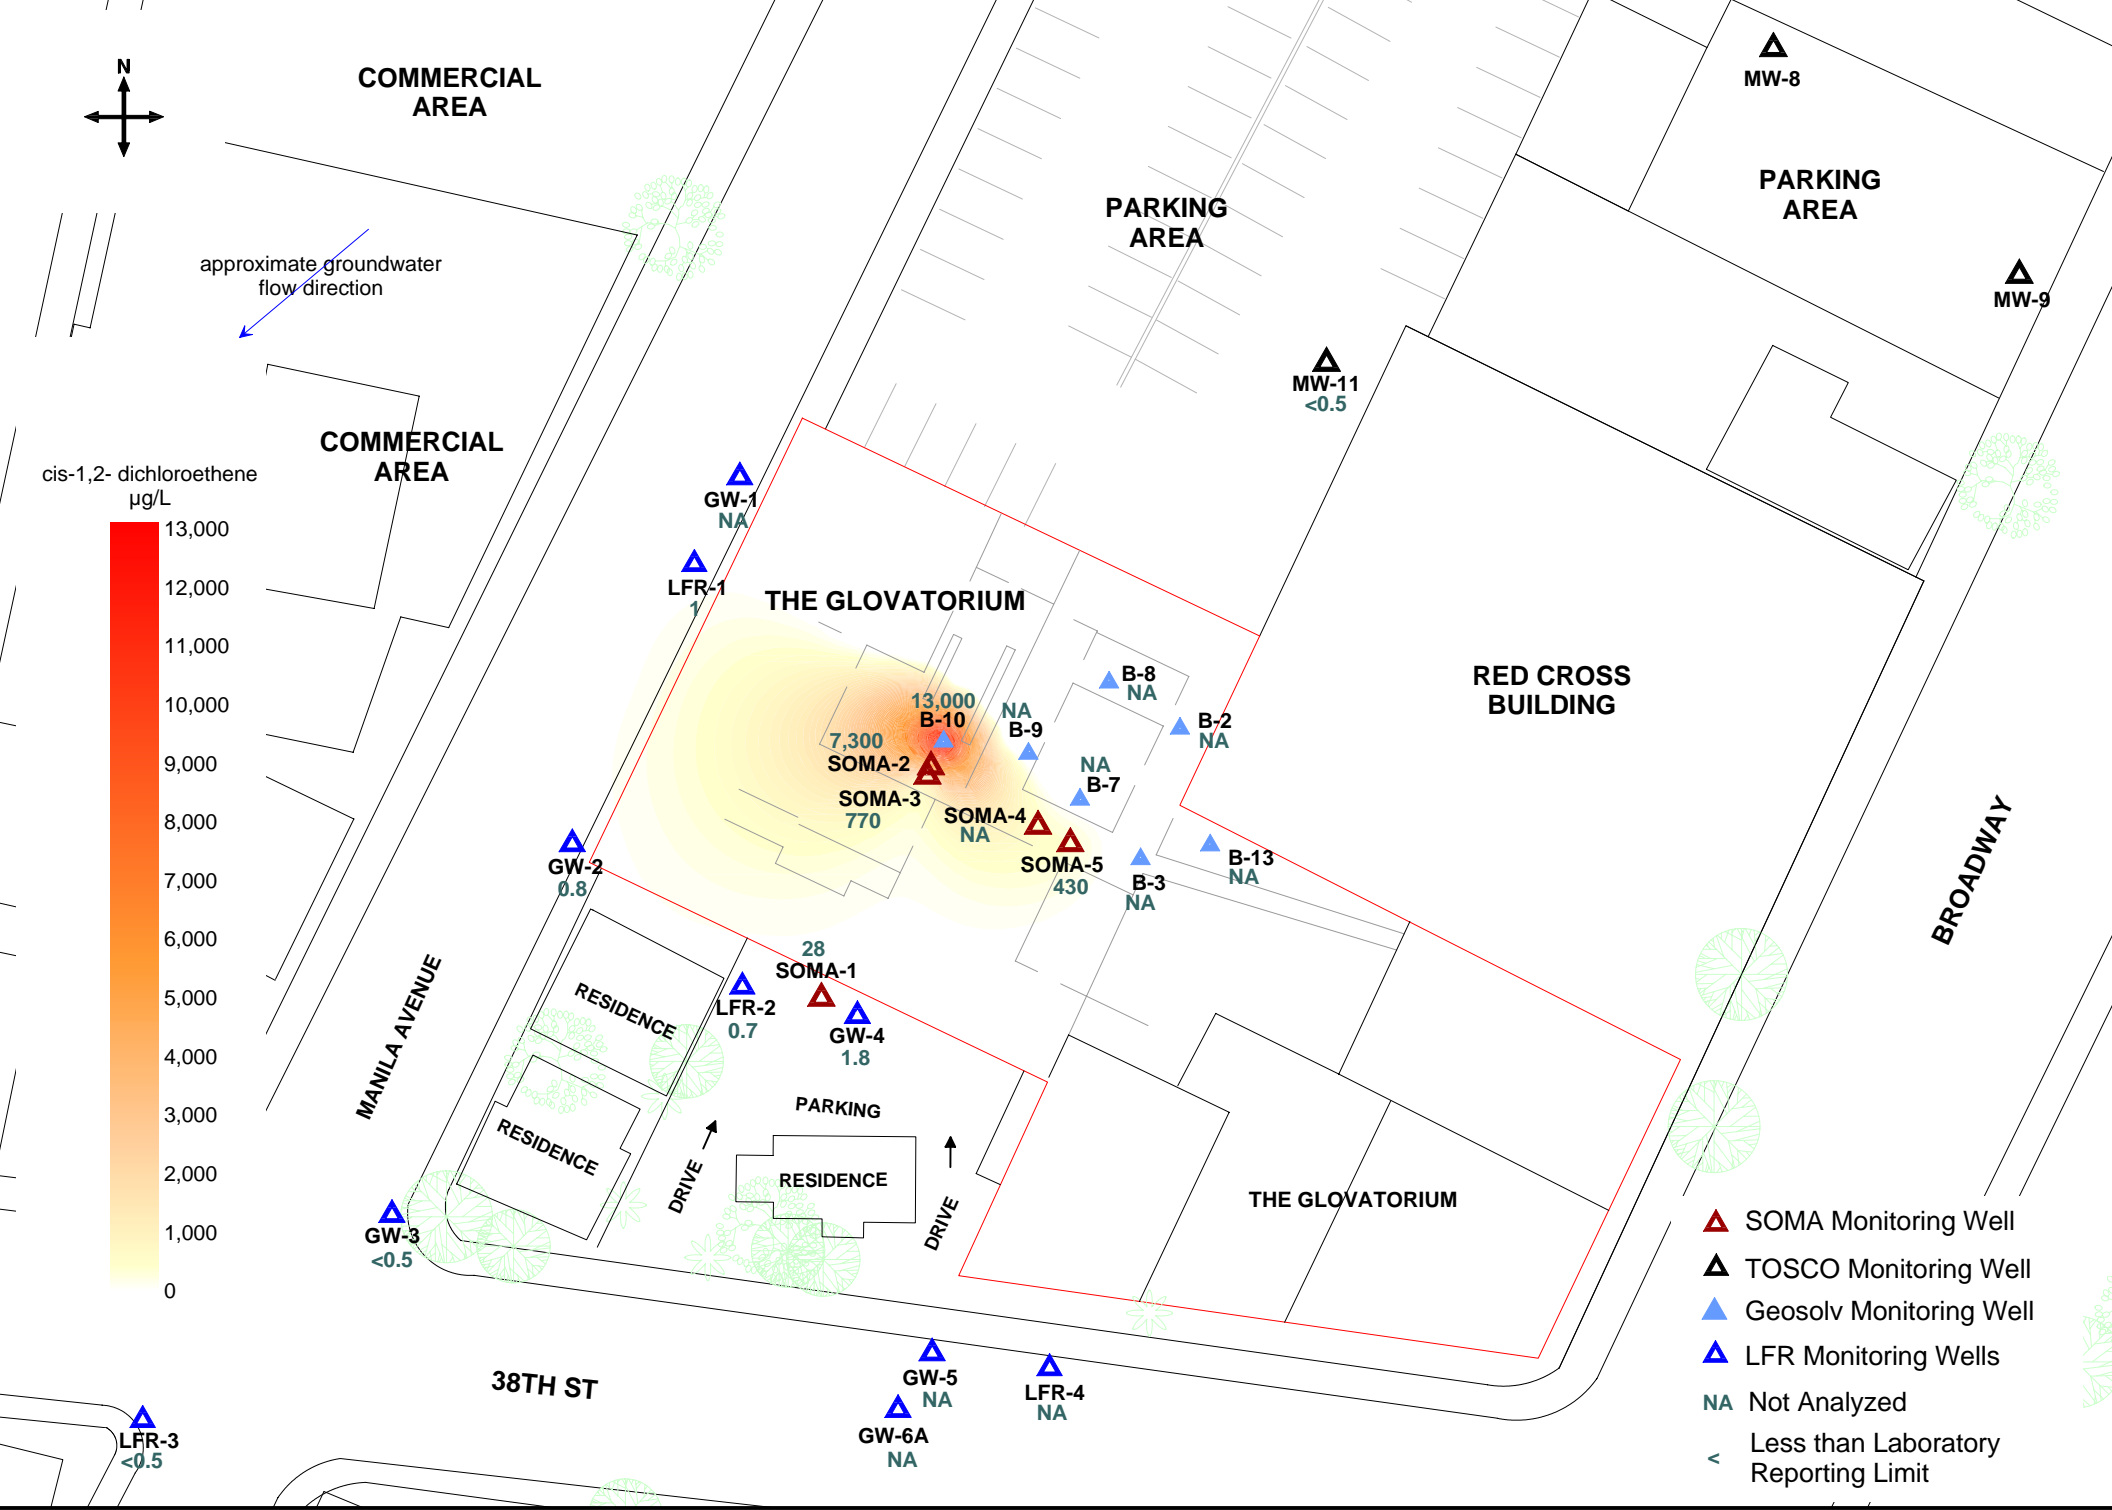 N
COMMERCIAL
AREA
MW-8
PARKING
AREA
PARKING
AREA
approximate groundwater
flow direction
MW-9
MW-11
<0.5
COMMERCIAL
AREA
cis-1,2- dichloroethene
µg/L
13,000
12,000
11,000
10,000
9,000
8,000
7,000
6,000
5,000
4,000
3,000
2,000
1,000
0
GW-1
NA
LFR-1
1
THE GLOVATORIUM
RED CROSS
BUILDING
B-8
NA
13,000
B-10
NA
B-9
B-2
NA
7,300
SOMA-2
NA
B-7
SOMA-3
770
SOMA-4
NA
SOMA-5
430
B-13
NA
B-3
NA
GW-2
0.8
BROADWAY
28
SOMA-1
LFR-2
0.7
GW-4
1.8
RESIDENCE
MANILA AVENUE
PARKING
RESIDENCE
DRIVE
RESIDENCE
DRIVE
THE GLOVATORIUM
GW-3
<0.5
38TH ST
GW-5
NA
LFR-4
NA
GW-6A
NA
LFR-3
<0.5
SOMA Monitoring Well
TOSCO Monitoring Well
Geosolv Monitoring Well
LFR Monitoring Wells
NA Not Analyzed
< Less than Laboratory
Reporting Limit